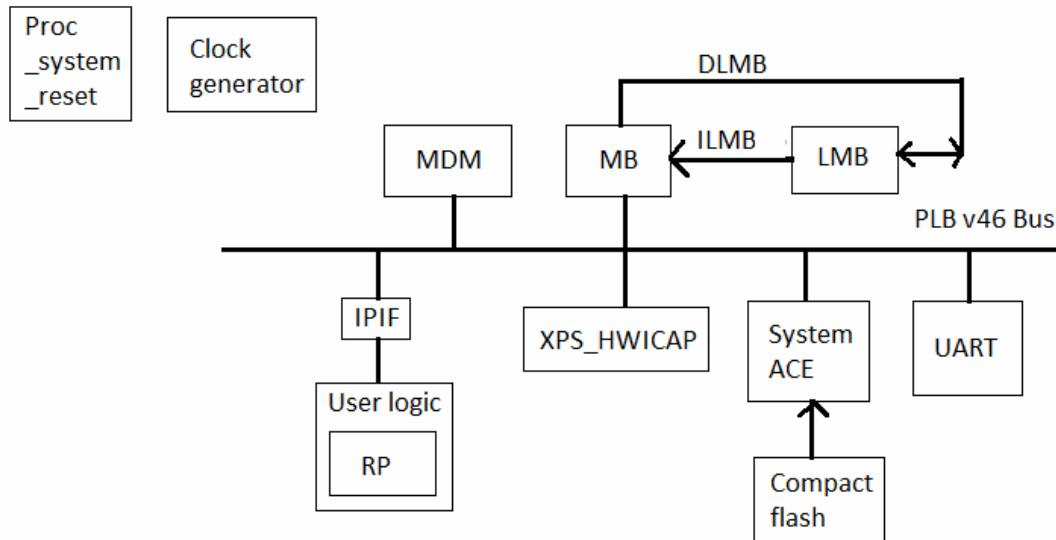 Proc
_system
_reset
Clock
generator
DLMB
MDM
MB
ILMB
LMB
PLB v46 Bus
IPIF
XPS_HWICAP
System
ACE
UART
User logic
RP
Compact
flash